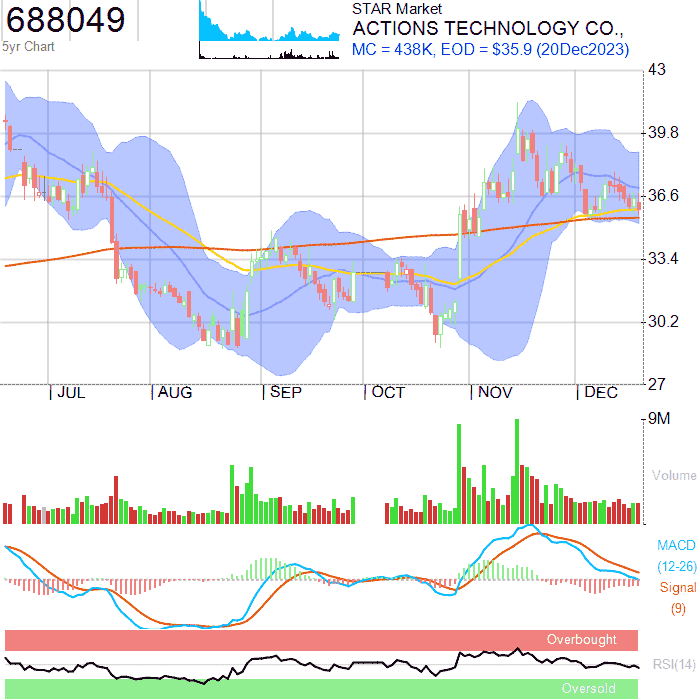 688049
5yr Chart
STAR Market
ACTIONS TECHNOLOGY CO.,
MC = 438K, EOD = $35.9 (20Dec2023)
43
39.8
36.6
33.4
30.2
27
JUL AUG SEP OCT NOV DEC
9M
Volume
MACD
(12-26)
Signal
(9)
Overbought
RSI(14)
Oversold